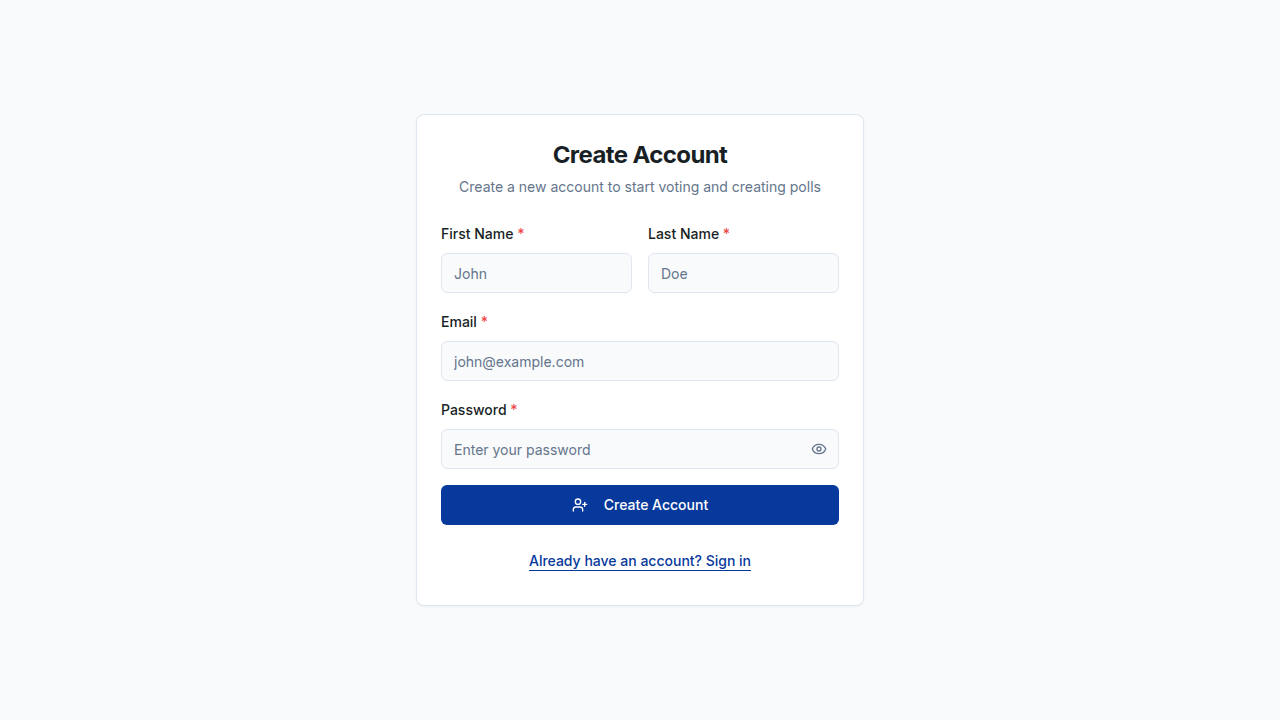 Create Account
Create a new account to start voting and creating polls
First Name * Last Name *
John Doe
Email *
john@example.com
Password *
Enter your password
Create Account
Already have an account? Sign in